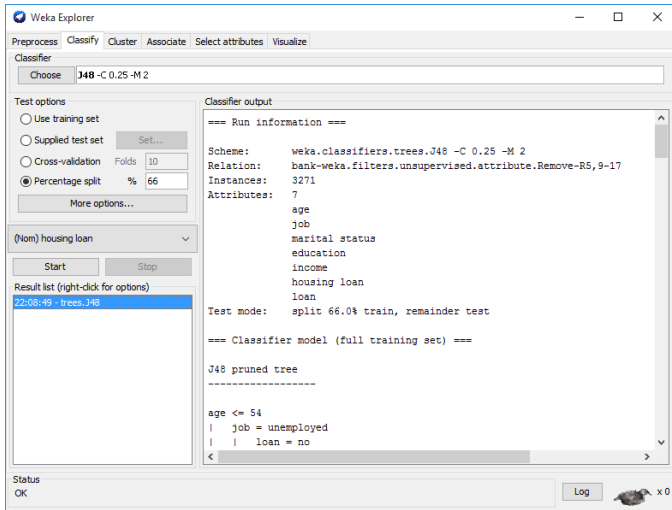 Weka Explorer
Preprocess Classify Cluster Associate Select attributes Visualize
Classifier
Choose J48 -C 0.25 -M 2
Test options
Use training set
Supplied test set Set...
Cross-validation Folds 10
Percentage split % 66
More options...
(Nom) housing loan
Start Stop
Result list (right-click for options)
22:08:49 - trees.J48
Classifier output
=== Run information ===
Scheme: weka.classifiers.trees.J48 -C 0.25 -M 2
Relation: bank-weka.filters.unsupervised.attribute.Remove-R5,9-17
Instances: 3271
Attributes: 7
age
job
marital status
education
income
housing loan
loan
Test mode: split 66.0% train, remainder test
=== Classifier model (full training set) ===
J48 pruned tree
------------------
age <= 54
| job = unemployed
| | loan = no
Status
OK
Log
x 0